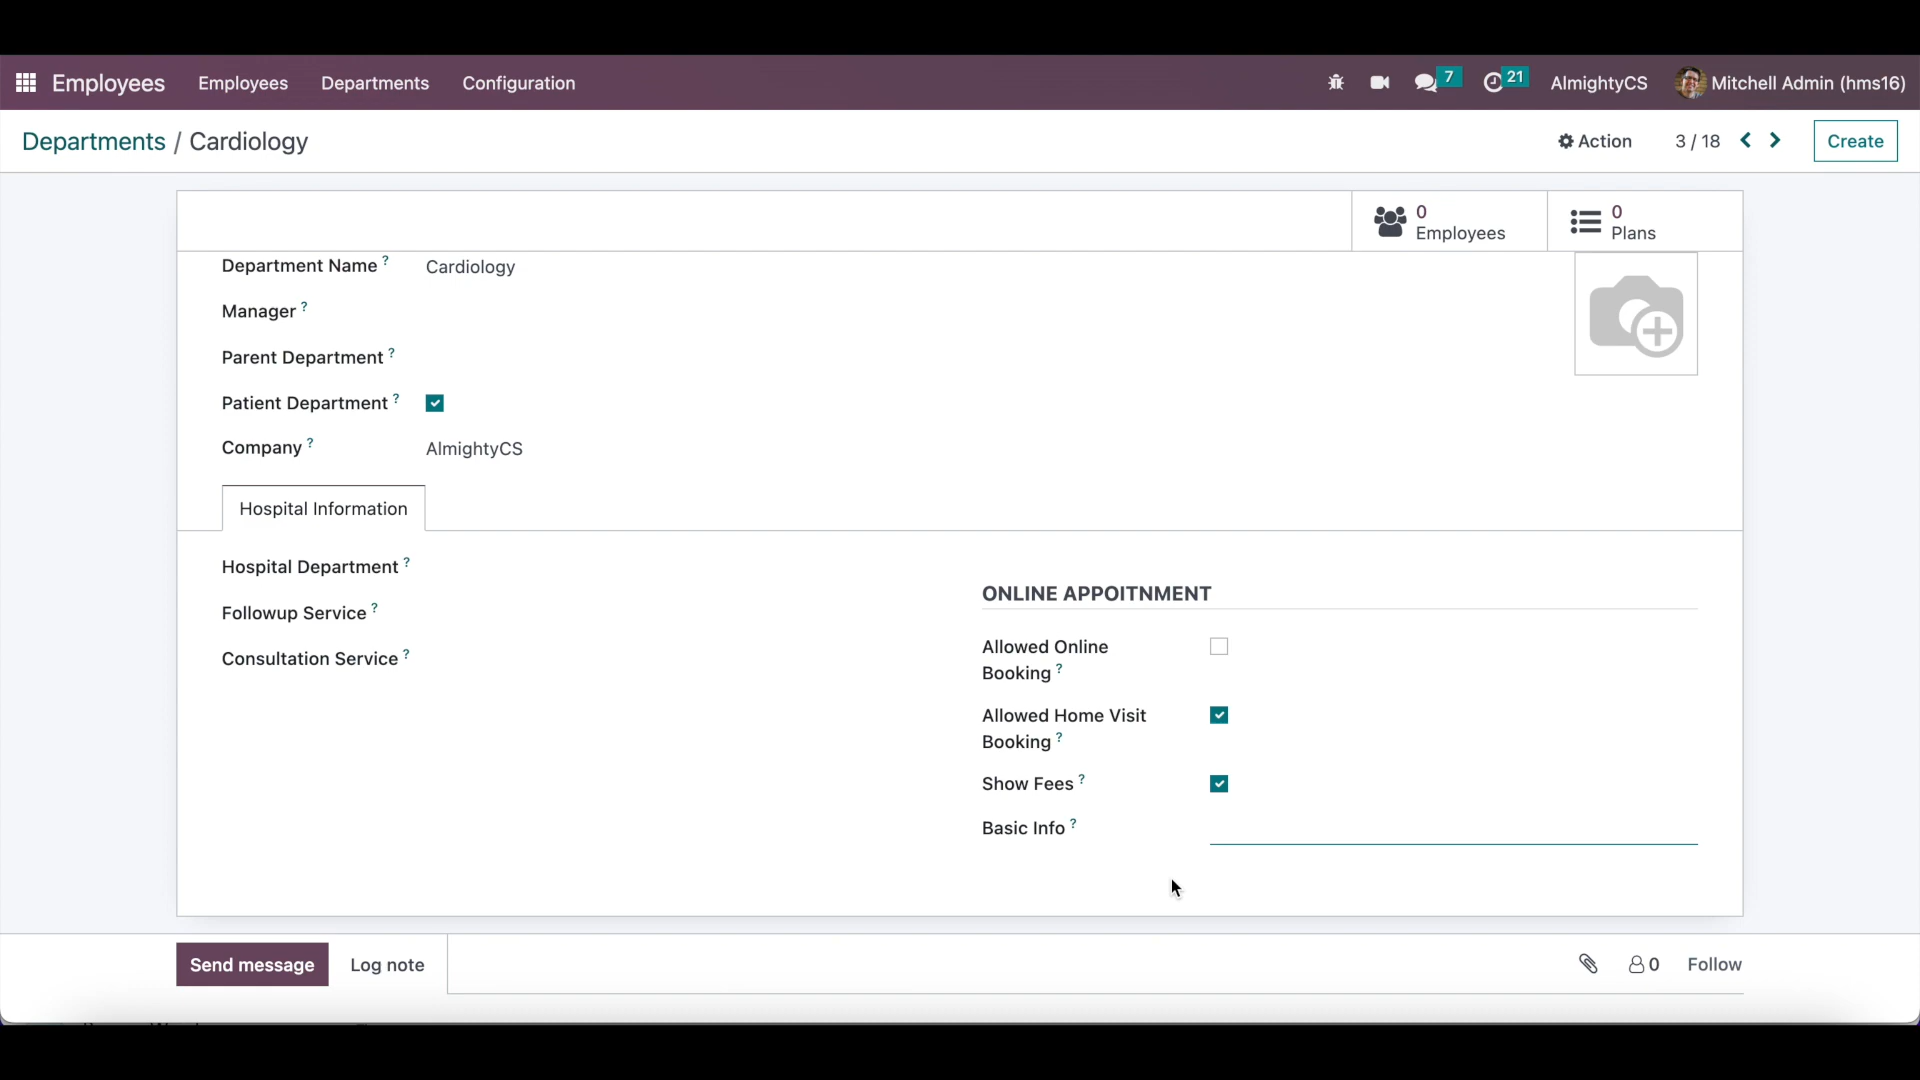 Employees Employees Departments Configuration 7 21 AlmightyCS Mitchell Admin (hms16)
Departments / Cardiology Action 3 / 18 Create
0 Employees 0 Plans
Department Name ? Cardiology
Manager ?
Parent Department ?
Patient Department ?
Company ? AlmightyCS
Hospital Information
Hospital Department ?
Followup Service ?
Consultation Service ?
ONLINE APPOITNMENT
Allowed Online
Booking ?
Allowed Home Visit
Booking ?
Show Fees ?
Basic Info ?
Send message Log note 0 Follow